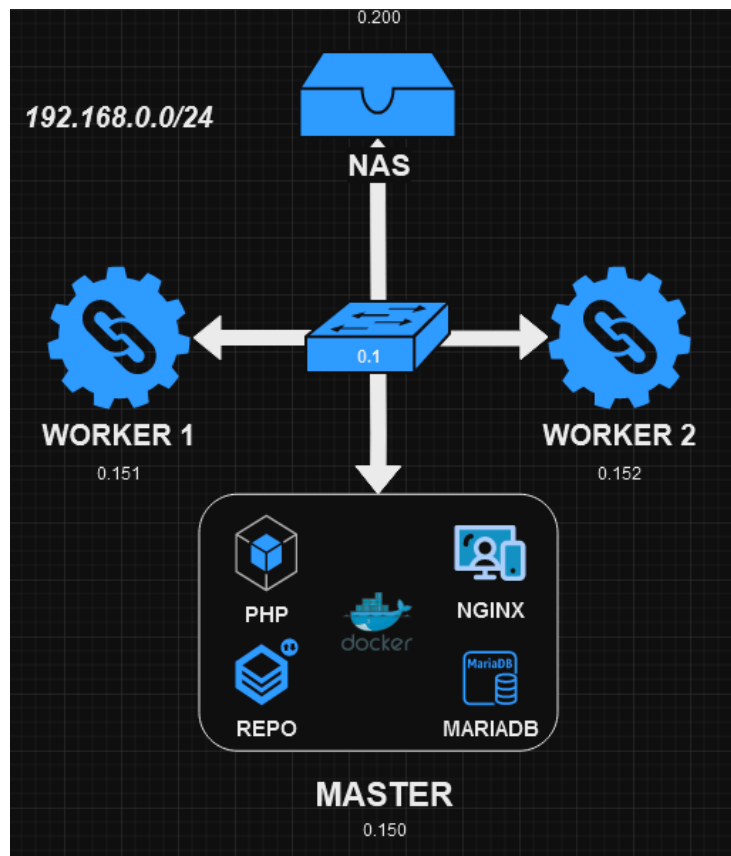 0.200
192.168.0.0/24
NAS
0.1
WORKER 1
WORKER 2
0.151
0.152
PHP
NGINX
docker
MariaDB
REPO
MARIADB
MASTER
0.150